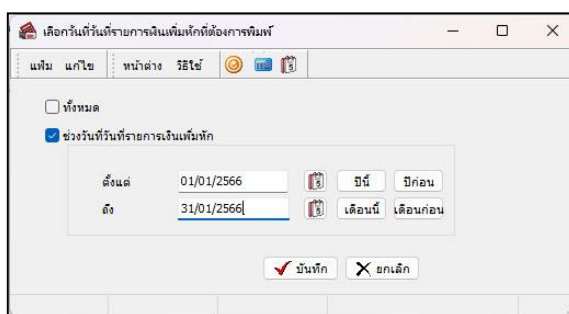 เลือกวันที่วันที่รายการเงินเพิ่มหักที่ต้องการพิมพ์
แฟ้ม แก้ไข หน้าต่าง วิธีใช้
ทั้งหมด
ช่วงวันที่วันที่รายการเงินเพิ่มหัก
ตั้งแต่ 01/01/2566 ปีนี้ ปีก่อน
ถึง 31/01/2566 เดือนนี้ เดือนก่อน
บันทึก ยกเลิก